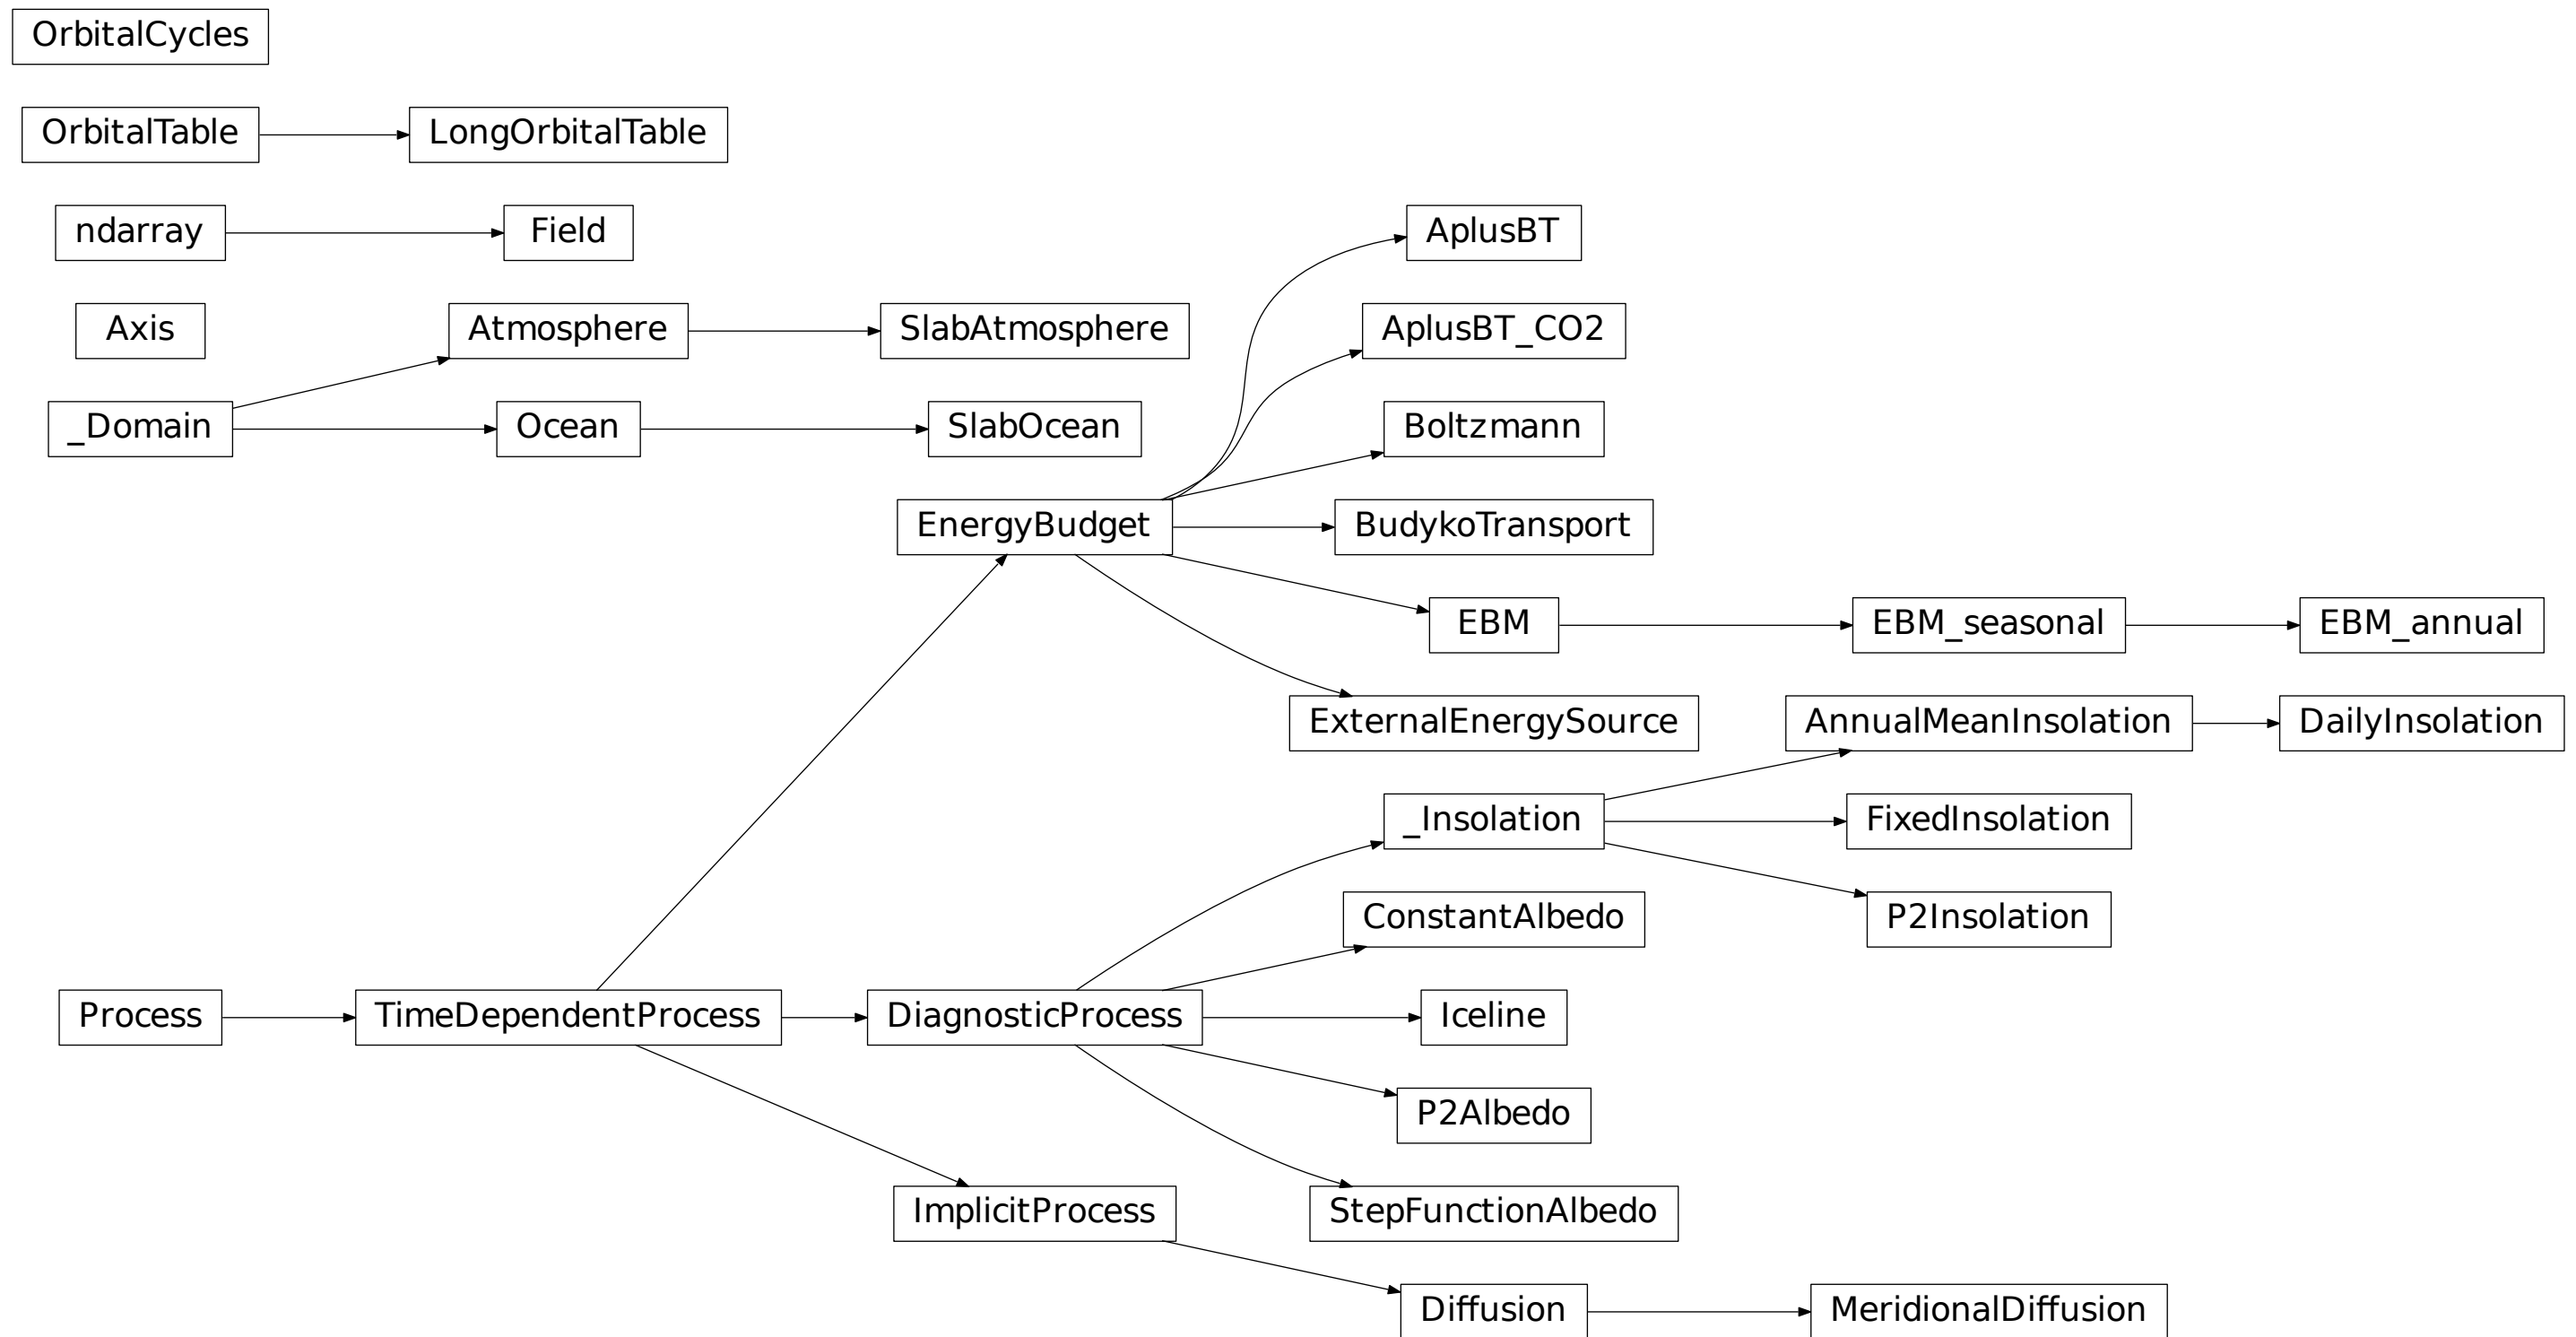 OrbitalCycles
OrbitalTable
LongOrbitalTable
ndarray
Field
AplusBT
Axis
Atmosphere
SlabAtmosphere
AplusBT_CO2
_Domain
Ocean
SlabOcean
Boltzmann
EnergyBudget
BudykoTransport
EBM
EBM_seasonal
EBM_annual
ExternalEnergySource
AnnualMeanInsolation
DailyInsolation
_Insolation
FixedInsolation
ConstantAlbedo
P2Insolation
Process
TimeDependentProcess
DiagnosticProcess
Iceline
P2Albedo
ImplicitProcess
StepFunctionAlbedo
Diffusion
MeridionalDiffusion